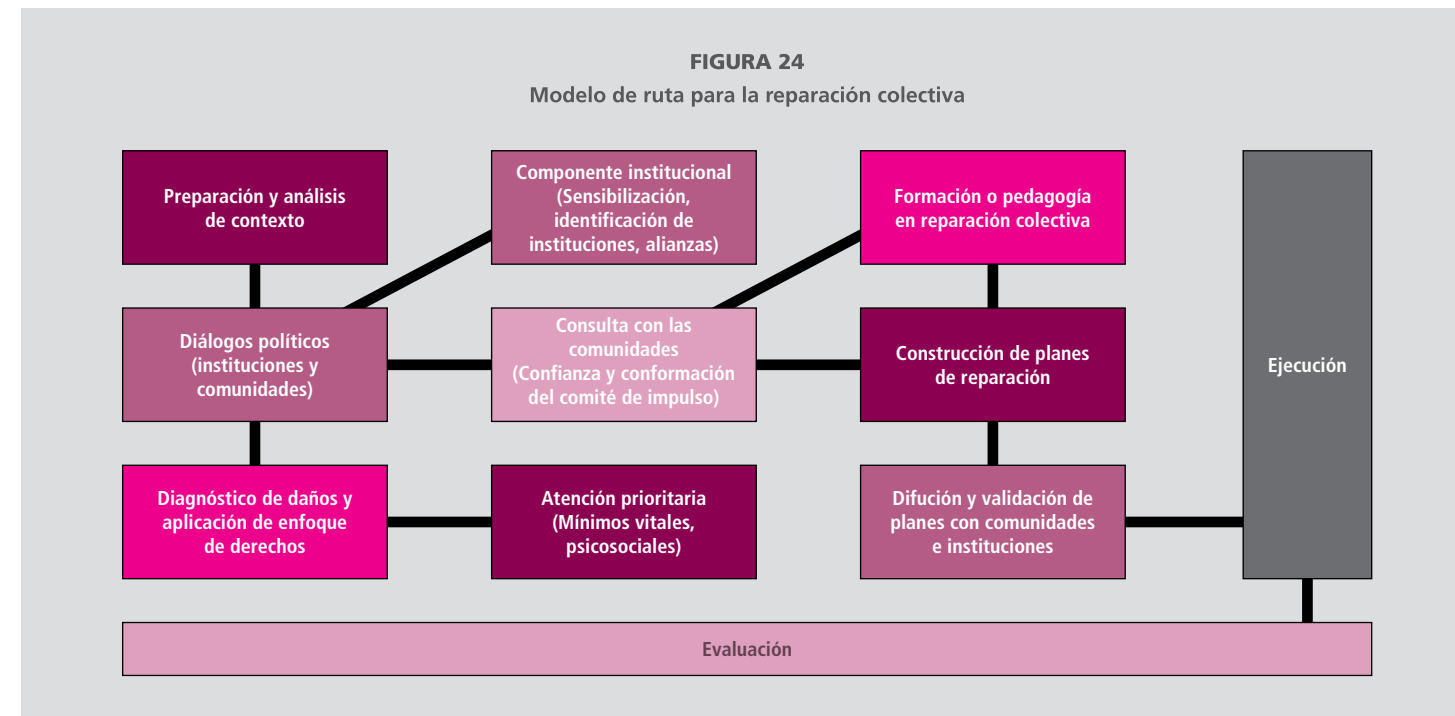 FIGURA 24
Modelo de ruta para la reparación colectiva
Preparación y análisis
de contexto
Componente institucional
(Sensibilización,
identificación de
instituciones, alianzas)
Formación o pedagogía
en reparación colectiva
Diálogos políticos
(instituciones y
comunidades)
Consulta con las
comunidades
(Confianza y conformación
del comité de impulso)
Construcción de planes
de reparación
Ejecución
Diagnóstico de daños y
aplicación de enfoque
de derechos
Atención prioritaria
(Mínimos vitales,
psicosociales)
Difución y validación de
planes con comunidades
e instituciones
Evaluación